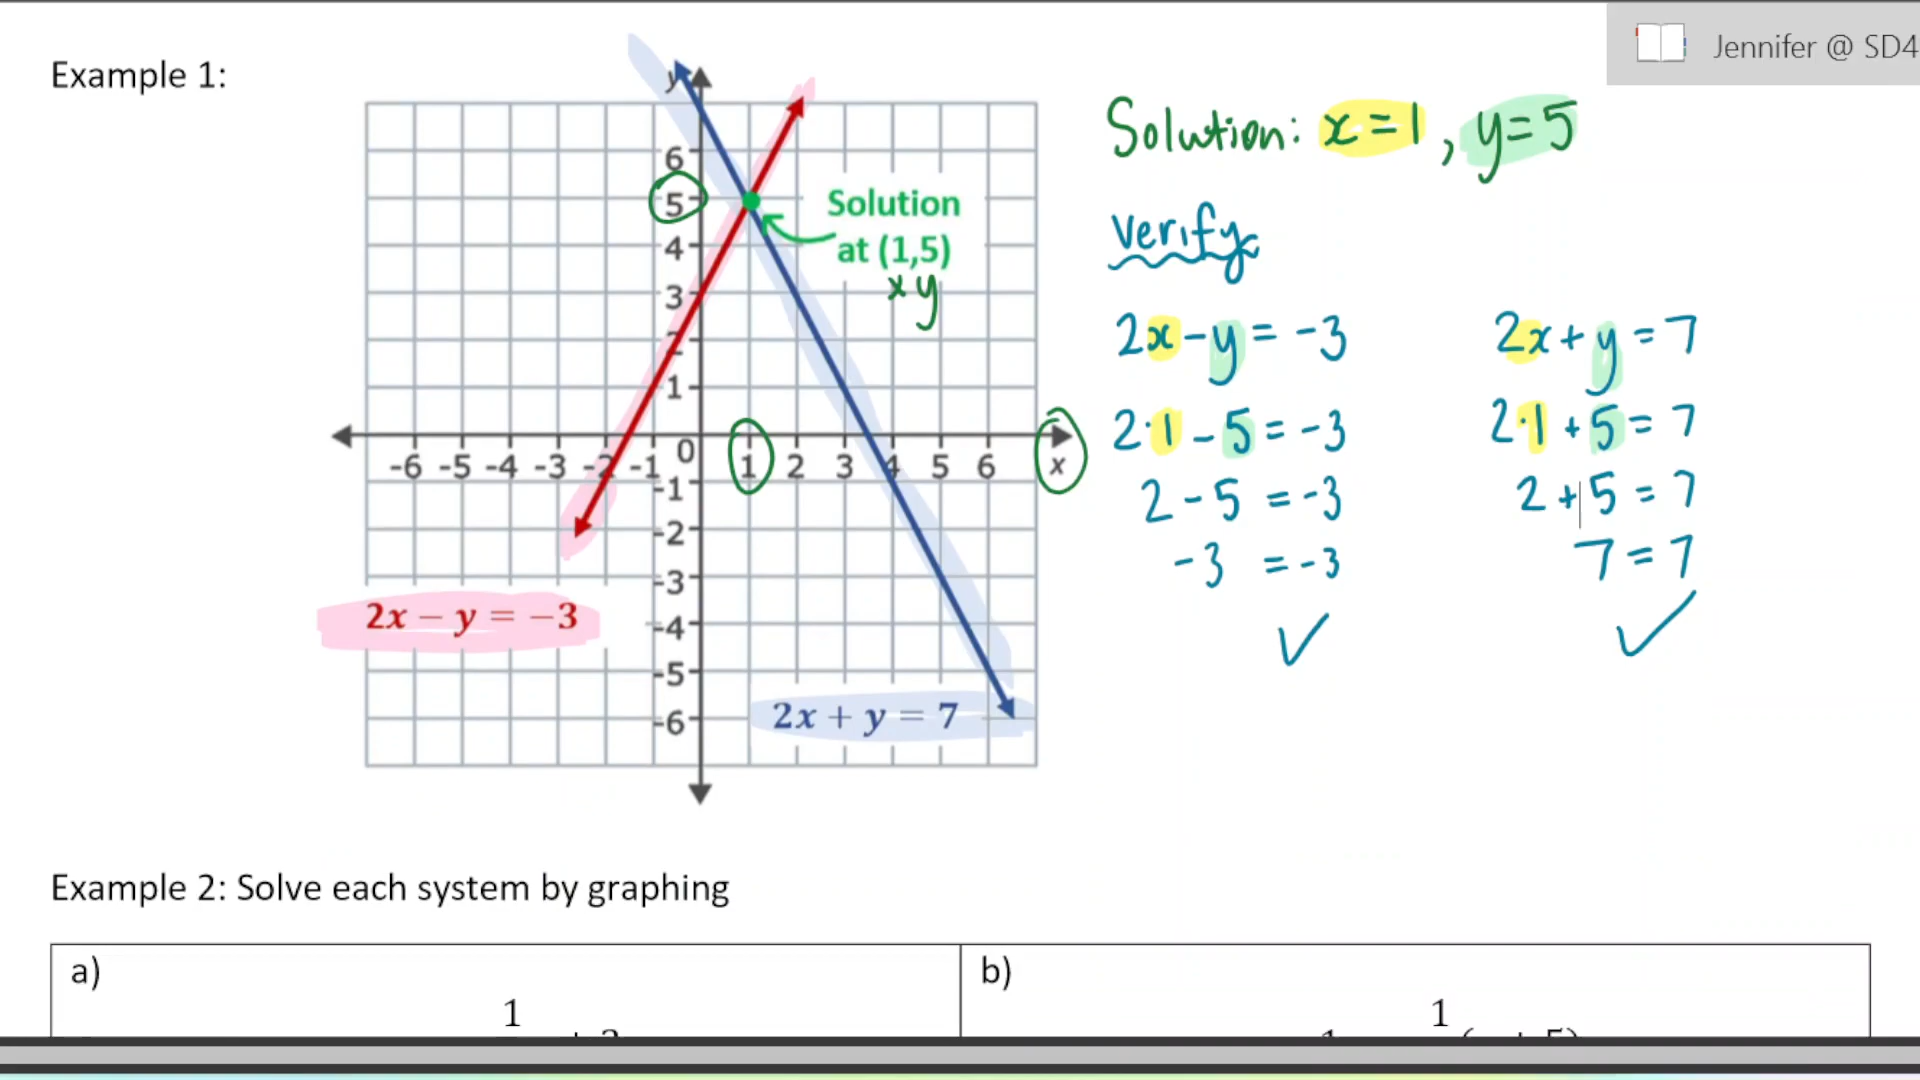 Jennifer @ SD4
Example 1:
Solution: x = 1, y = 5
y
6
5
4
3
2
1
0
-6 -5 -4 -3 -2 -1 1 2 3 4 5 6 x
-1
-2
-3
-4
-5
-6
Solution
at (1,5)
x y
2x − y = −3
2x + y = 7
verify
2x - y = -3
2·1 - 5 = -3
2 - 5 = -3
-3 = -3
✓
2x + y = 7
2·1 + 5 = 7
2 + 5 = 7
7 = 7
✓
Example 2: Solve each system by graphing
a)
1
b)
1